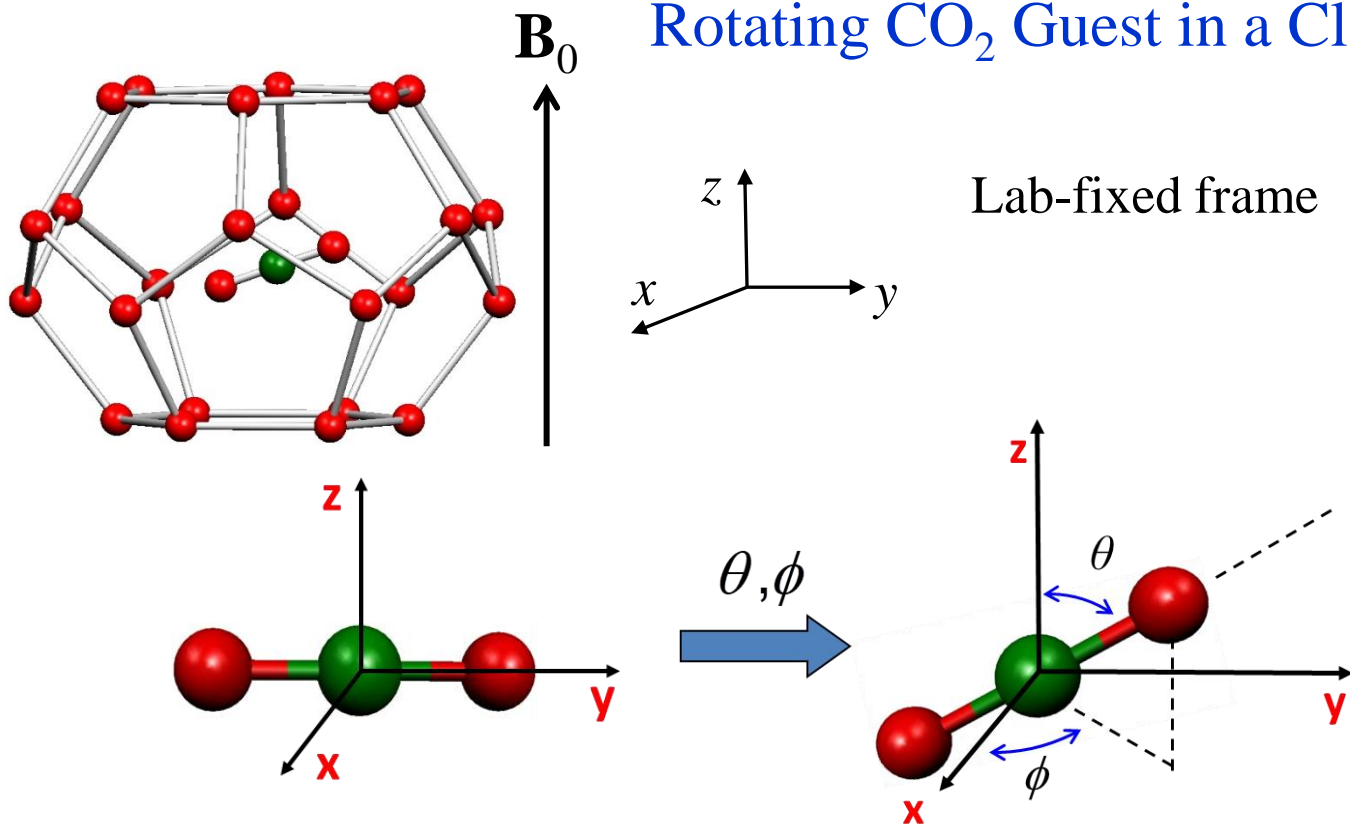 Rotating CO₂ Guest in a Cl
B₀
z
x
y
Lab-fixed frame
z
y
x
θ,ϕ
z
θ
y
ϕ
x